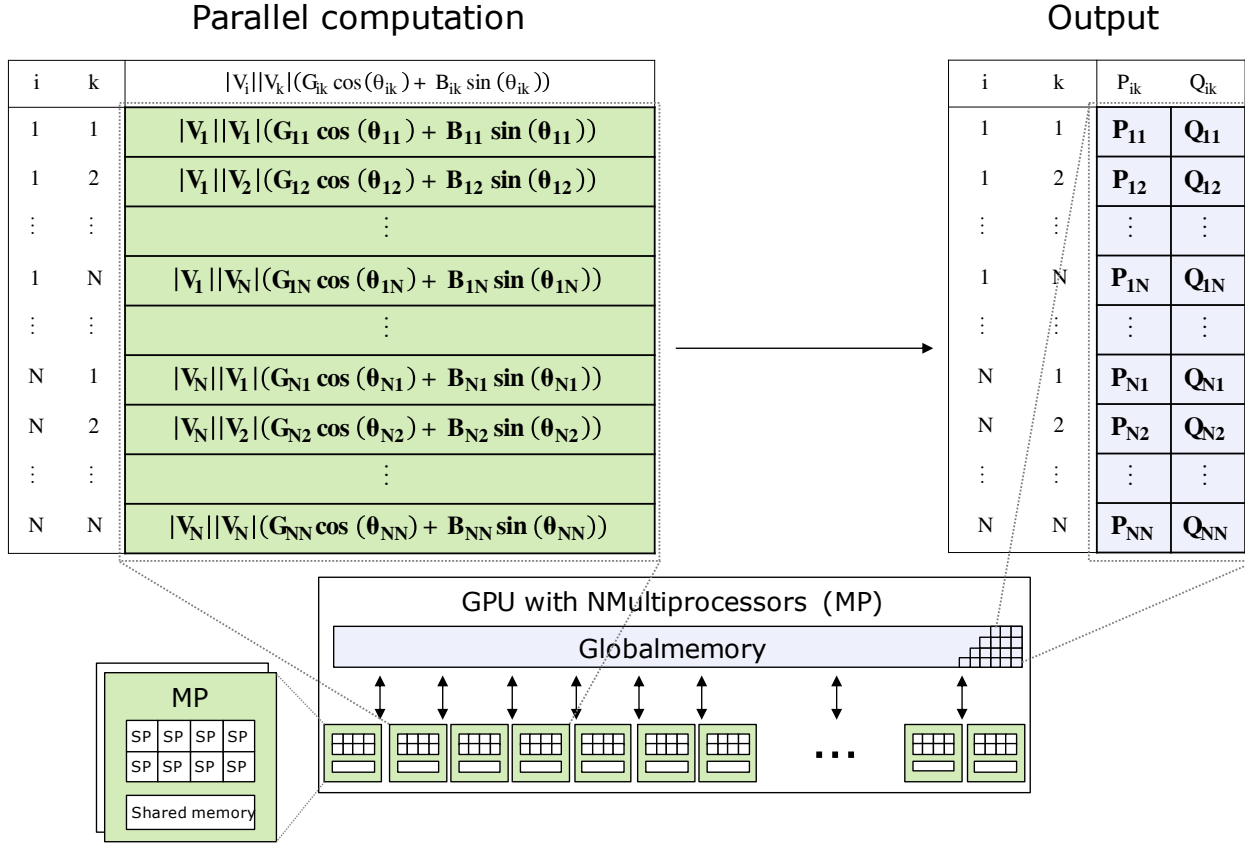 Parallel computation
Output
i k |V_i||V_k|(G_ik cos (θ_ik) + B_ik sin (θ_ik))
1 1 |V_1||V_1|(G_11 cos (θ_11) + B_11 sin (θ_11))
1 2 |V_1||V_2|(G_12 cos (θ_12) + B_12 sin (θ_12))
⋮ ⋮ ⋮
1 N |V_1||V_N|(G_1N cos (θ_1N) + B_1N sin (θ_1N))
⋮ ⋮ ⋮
N 1 |V_N||V_1|(G_N1 cos (θ_N1) + B_N1 sin (θ_N1))
N 2 |V_N||V_2|(G_N2 cos (θ_N2) + B_N2 sin (θ_N2))
⋮ ⋮ ⋮
N N |V_N||V_N|(G_NN cos (θ_NN) + B_NN sin (θ_NN))
i k P_ik Q_ik
1 1 P_11 Q_11
1 2 P_12 Q_12
⋮ ⋮ ⋮ ⋮
1 N P_1N Q_1N
⋮ ⋮ ⋮ ⋮
N 1 P_N1 Q_N1
N 2 P_N2 Q_N2
⋮ ⋮ ⋮ ⋮
N N P_NN Q_NN
GPU with NMultiprocessors (MP)
Globalmemory
...
MP
SP SP SP SP
SP SP SP SP
Shared memory